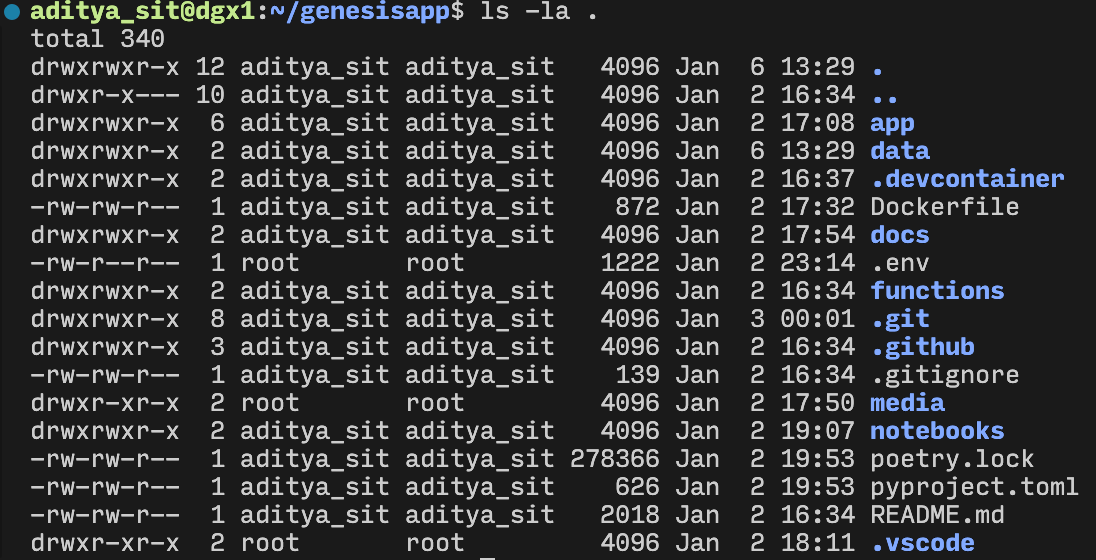 aditya_sit@dgx1:~/genesisapp$ ls -la .
total 340
drwxrwxr-x 12 aditya_sit aditya_sit   4096 Jan  6 13:29 .
drwxr-x--- 10 aditya_sit aditya_sit   4096 Jan  2 16:34 ..
drwxrwxr-x  6 aditya_sit aditya_sit   4096 Jan  2 17:08 app
drwxrwxr-x  2 aditya_sit aditya_sit   4096 Jan  6 13:29 data
drwxrwxr-x  2 aditya_sit aditya_sit   4096 Jan  2 16:37 .devcontainer
-rw-rw-r--  1 aditya_sit aditya_sit    872 Jan  2 17:32 Dockerfile
drwxrwxr-x  2 aditya_sit aditya_sit   4096 Jan  2 17:54 docs
-rw-r--r--  1 root       root         1222 Jan  2 23:14 .env
drwxrwxr-x  2 aditya_sit aditya_sit   4096 Jan  2 16:34 functions
drwxrwxr-x  8 aditya_sit aditya_sit   4096 Jan  3 00:01 .git
drwxrwxr-x  3 aditya_sit aditya_sit   4096 Jan  2 16:34 .github
-rw-rw-r--  1 aditya_sit aditya_sit    139 Jan  2 16:34 .gitignore
drwxr-xr-x  2 root       root         4096 Jan  2 17:50 media
drwxrwxr-x  2 aditya_sit aditya_sit   4096 Jan  2 19:07 notebooks
-rw-rw-r--  1 aditya_sit aditya_sit 278366 Jan  2 19:53 poetry.lock
-rw-rw-r--  1 aditya_sit aditya_sit    626 Jan  2 19:53 pyproject.toml
-rw-rw-r--  1 aditya_sit aditya_sit   2018 Jan  2 16:34 README.md
drwxr-xr-x  2 root       root         4096 Jan  2 18:11 .vscode